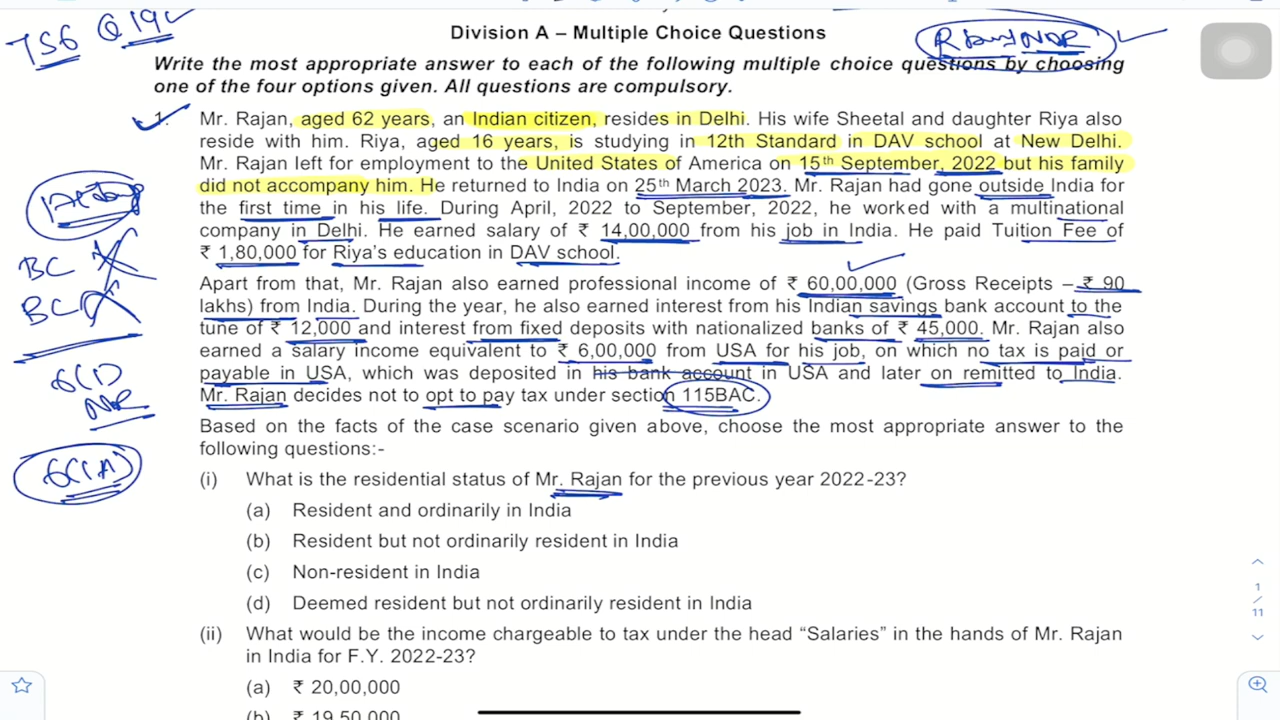 TS6 Q 19
Division A – Multiple Choice Questions
R but NOR
Write the most appropriate answer to each of the following multiple choice questions by choosing
one of the four options given. All questions are compulsory.
1. Mr. Rajan, aged 62 years, an Indian citizen, resides in Delhi. His wife Sheetal and daughter Riya also
reside with him. Riya, aged 16 years, is studying in 12th Standard in DAV school at New Delhi.
Mr. Rajan left for employment to the United States of America on 15th September, 2022 but his family
did not accompany him. He returned to India on 25th March 2023. Mr. Rajan had gone outside India for
the first time in his life. During April, 2022 to September, 2022, he worked with a multinational
company in Delhi. He earned salary of ₹ 14,00,000 from his job in India. He paid Tuition Fee of
₹ 1,80,000 for Riya's education in DAV school.
BC
BC
Apart from that, Mr. Rajan also earned professional income of ₹ 60,00,000 (Gross Receipts – ₹ 90
lakhs) from India. During the year, he also earned interest from his Indian savings bank account to the
tune of ₹ 12,000 and interest from fixed deposits with nationalized banks of ₹ 45,000. Mr. Rajan also
earned a salary income equivalent to ₹ 6,00,000 from USA for his job, on which no tax is paid or
payable in USA, which was deposited in his bank account in USA and later on remitted to India.
Mr. Rajan decides not to opt to pay tax under section 115BAC.
6(1)
NR
Based on the facts of the case scenario given above, choose the most appropriate answer to the
following questions:-
6(1A)
(i) What is the residential status of Mr. Rajan for the previous year 2022-23?
(a) Resident and ordinarily in India
(b) Resident but not ordinarily resident in India
(c) Non-resident in India
(d) Deemed resident but not ordinarily resident in India
1
/
11
(ii) What would be the income chargeable to tax under the head "Salaries" in the hands of Mr. Rajan
in India for F.Y. 2022-23?
(a) ₹ 20,00,000
(b) ₹ 19,50,000